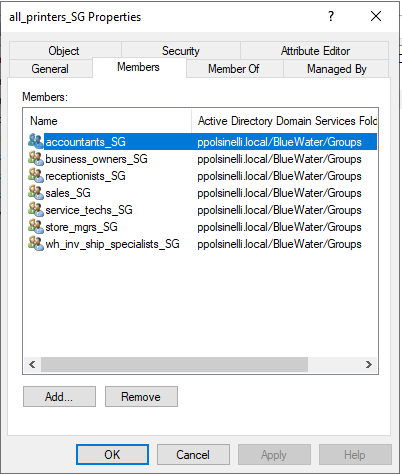 all_printers_SG Properties
Object Security Attribute Editor
General Members Member Of Managed By
Members:
Name Active Directory Domain Services Fold
accountants_SG ppolsinelli.local/BlueWater/Groups
business_owners_SG ppolsinelli.local/BlueWater/Groups
receptionists_SG ppolsinelli.local/BlueWater/Groups
sales_SG ppolsinelli.local/BlueWater/Groups
service_techs_SG ppolsinelli.local/BlueWater/Groups
store_mgrs_SG ppolsinelli.local/BlueWater/Groups
wh_inv_ship_specialists_SG ppolsinelli.local/BlueWater/Groups
Add... Remove
OK Cancel Apply Help